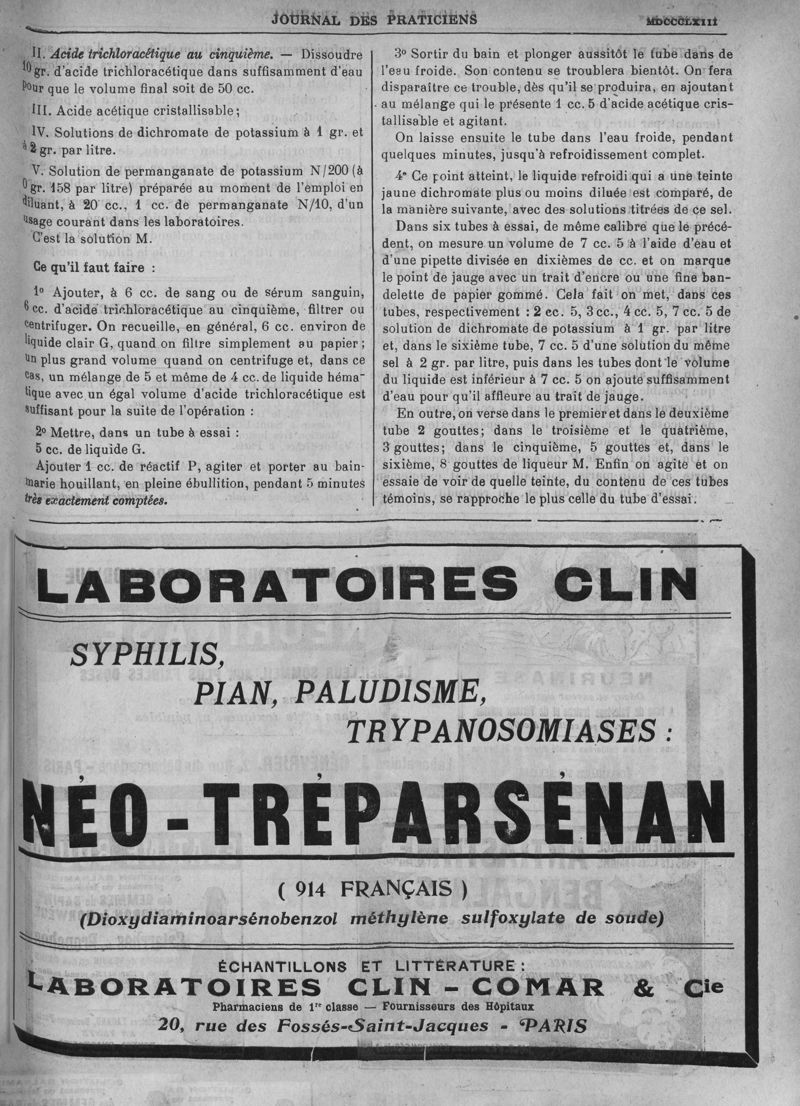 JOURNAL DES PRATICIENS
MDCCCLXIII
II. Acide trichloracétique au cinquième. — Dissoudre
10 gr. d'acide trichloracétique dans suffisamment d'eau
pour que le volume final soit de 50 cc.
III. Acide acétique cristallisable;
IV. Solutions de dichromate de potassium à 1 gr. et
à 2 gr. par litre.
V. Solution de permanganate de potassium N/200 (à
0 gr. 158 par litre) préparée au moment de l'emploi en
diluant, à 20 cc., 1 cc. de permanganate N/10, d'un
usage courant dans les laboratoires.
C'est la solution M.
Ce qu'il faut faire :
1º Ajouter, à 6 cc. de sang ou de sérum sanguin,
6 cc. d'acide trichloracétique au cinquième, filtrer ou
centrifuger. On recueille, en général, 6 cc. environ de
liquide clair G, quand on filtre simplement au papier;
un plus grand volume quand on centrifuge et, dans ce
cas, un mélange de 5 et même de 4 cc. de liquide héma-
tique avec un égal volume d'acide trichloracétique est
suffisant pour la suite de l'opération :
2º Mettre, dans un tube à essai :
5 cc. de liquide G.
Ajouter 1 cc. de réactif P, agiter et porter au bain-
marie houillant, en pleine ébullition, pendant 5 minutes
très exactement comptées.
3º Sortir du bain et plonger aussitôt le tube dans de
l'eau froide. Son contenu se troublera bientôt. On fera
disparaître ce trouble, dès qu'il se produira, en ajoutant
au mélange qui le présente 1 cc. 5 d'acide acétique cris-
tallisable et agitant.
On laisse ensuite le tube dans l'eau froide, pendant
quelques minutes, jusqu'à refroidissement complet.
4º Ce point atteint, le liquide refroidi qui a une teinte
jaune dichromate plus ou moins diluée est comparé, de
la manière suivante, avec des solutions titrées de ce sel.
Dans six tubes à essai, de même calibre que le précé-
dent, on mesure un volume de 7 cc. 5 à l'aide d'eau et
d'une pipette divisée en dixièmes de cc. et on marque
le point de jauge avec un trait d'encre ou une fine ban-
delette de papier gommé. Cela fait on met, dans ces
tubes, respectivement : 2 cc. 5, 3 cc., 4 cc. 5, 7 cc. 5 de
solution de dichromate de potassium à 1 gr. par litre
et, dans le sixième tube, 7 cc. 5 d'une solution du même
sel à 2 gr. par litre, puis dans les tubes dont le volume
du liquide est inférieur à 7 cc. 5 on ajoute suffisamment
d'eau pour qu'il affleure au trait de jauge.
En outre, on verse dans le premier et dans le deuxième
tube 2 gouttes; dans le troisième et le quatrième,
3 gouttes; dans le cinquième, 5 gouttes et, dans le
sixième, 8 gouttes de liqueur M. Enfin on agite et on
essaie de voir de quelle teinte, du contenu de ces tubes
témoins, se rapproche le plus celle du tube d'essai.
LABORATOIRES CLIN
SYPHILIS,
PIAN, PALUDISME,
TRYPANOSOMIASES :
NÉO-TRÉPARSÉNAN
( 914 FRANÇAIS )
(Dioxydiaminoarsénobenzol méthylène sulfoxylate de soude)
ÉCHANTILLONS ET LITTÉRATURE :
LABORATOIRES CLIN - COMAR & Cie
Pharmaciens de 1re classe — Fournisseurs des Hôpitaux
20, rue des Fossés-Saint-Jacques - PARIS